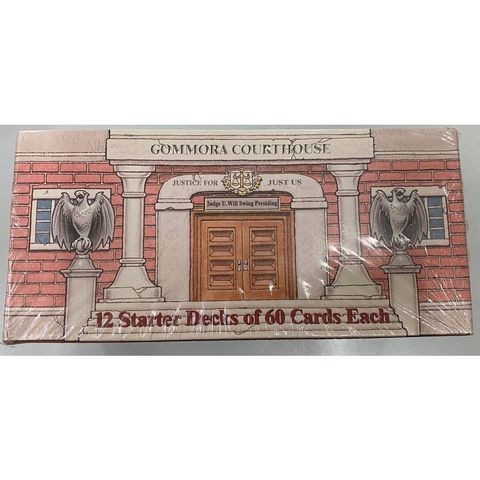 GOMMORA COURTHOUSE
JUSTICE FOR JUST US
Judge U. Will Swing Presiding
12 Starter Decks of 60 Cards Each